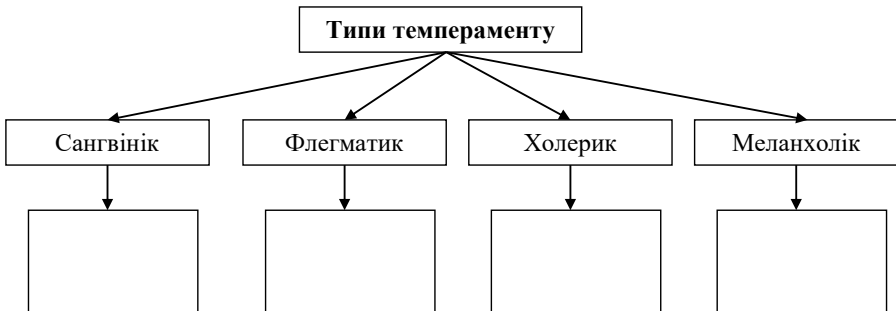 Типи темпераменту
Сангвінік
Флегматик
Холерик
Меланхолік